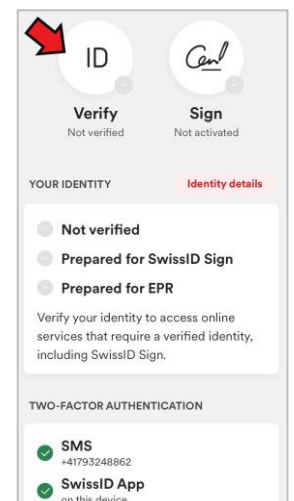 ID
Verify
Not verified
Sign
Not activated
YOUR IDENTITY
Identity details
Not verified
Prepared for SwissID Sign
Prepared for EPR
Verify your identity to access online
services that require a verified identity,
including SwissID Sign.
TWO-FACTOR AUTHENTICATION
SMS
+41793248862
SwissID App
on this device